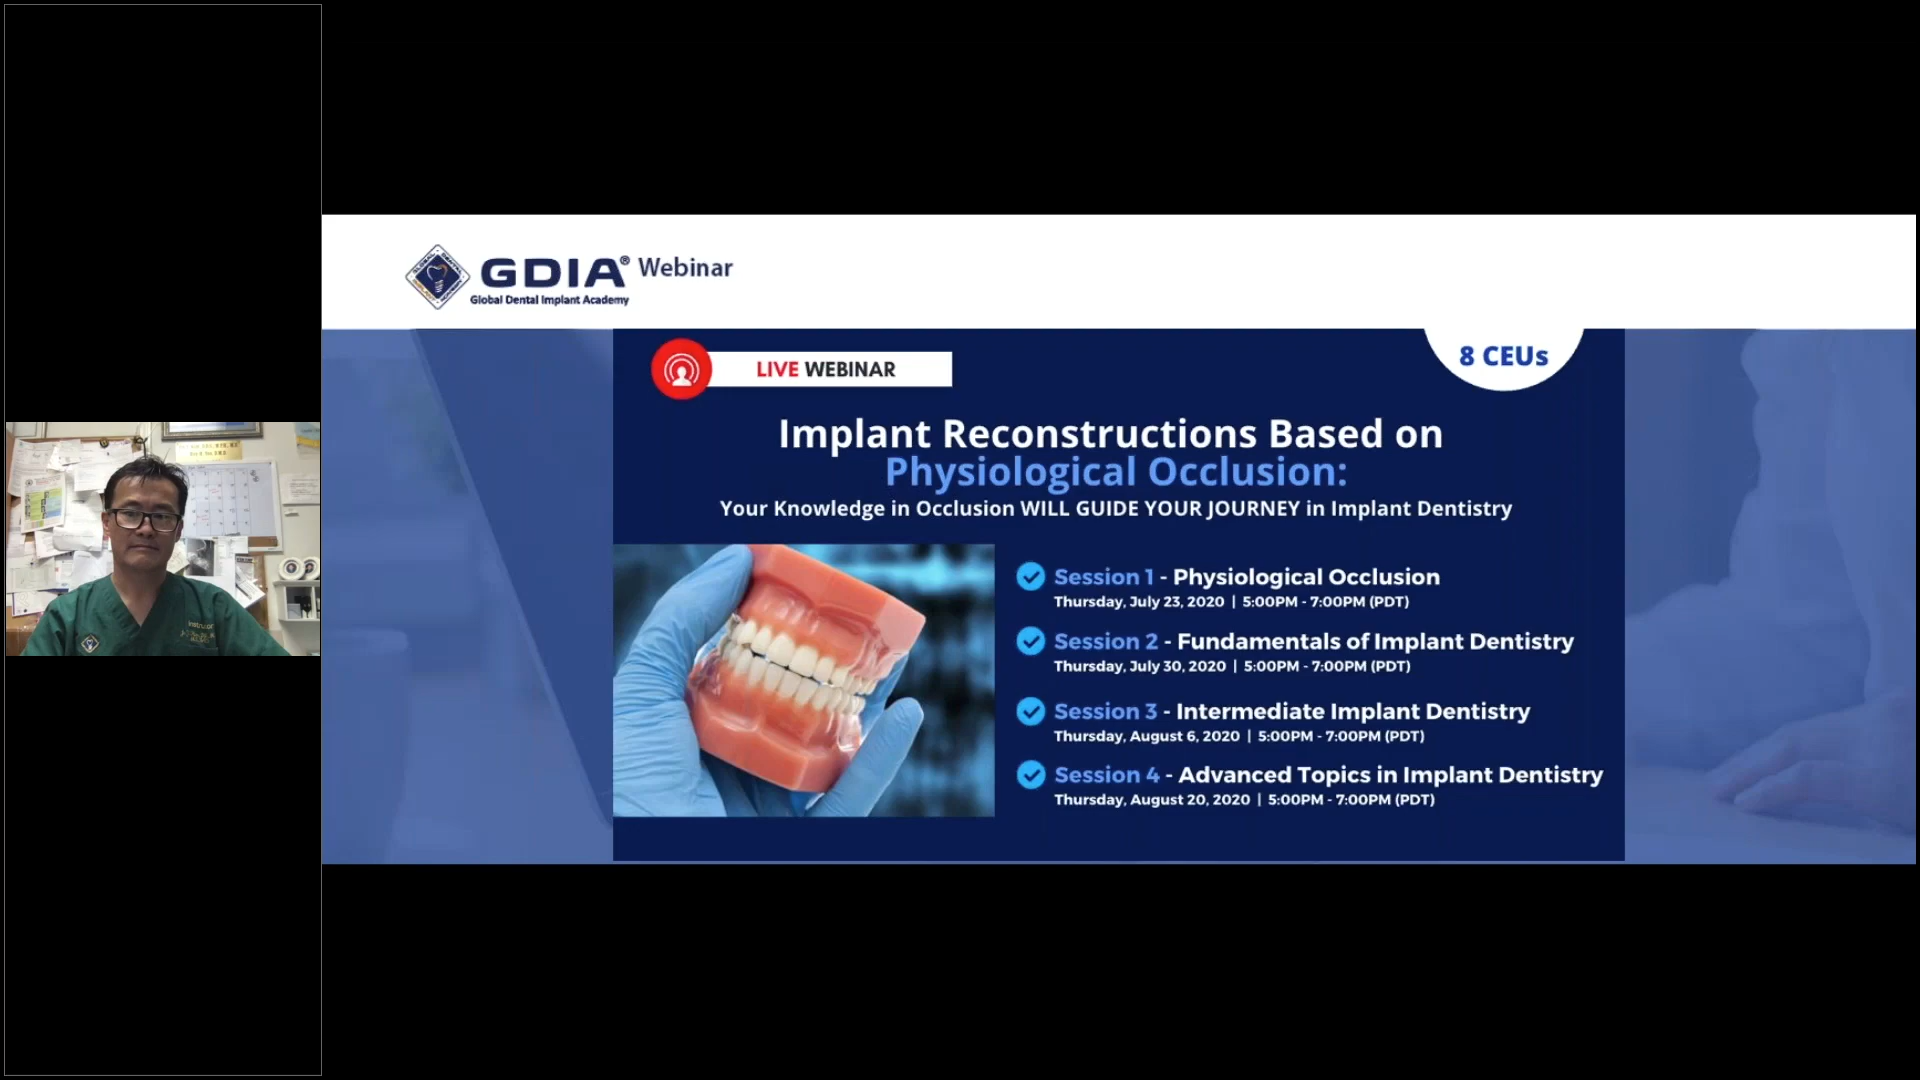 GDIA® Webinar
Global Dental Implant Academy
LIVE WEBINAR
8 CEUs
Implant Reconstructions Based on
Physiological Occlusion:
Your Knowledge in Occlusion WILL GUIDE YOUR JOURNEY in Implant Dentistry
Session 1 - Physiological Occlusion
Thursday, July 23, 2020 | 5:00PM - 7:00PM (PDT)
Session 2 - Fundamentals of Implant Dentistry
Thursday, July 30, 2020 | 5:00PM - 7:00PM (PDT)
Session 3 - Intermediate Implant Dentistry
Thursday, August 6, 2020 | 5:00PM - 7:00PM (PDT)
Session 4 - Advanced Topics in Implant Dentistry
Thursday, August 20, 2020 | 5:00PM - 7:00PM (PDT)
Instructor